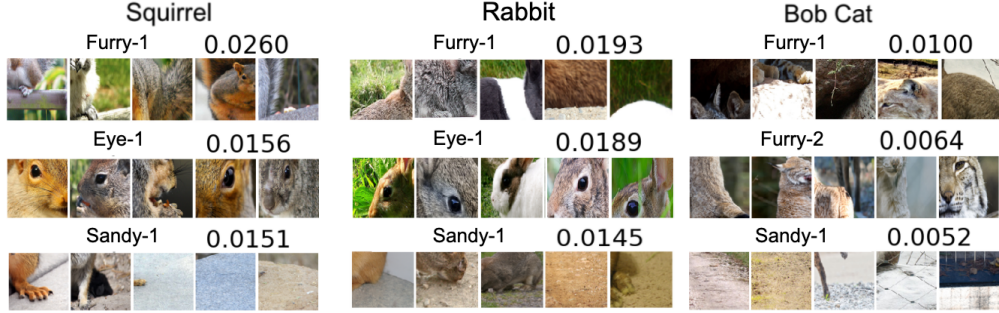 Squirrel Rabbit Bob Cat
Furry-1 0.0260 Furry-1 0.0193 Furry-1 0.0100
Eye-1 0.0156 Eye-1 0.0189 Furry-2 0.0064
Sandy-1 0.0151 Sandy-1 0.0145 Sandy-1 0.0052